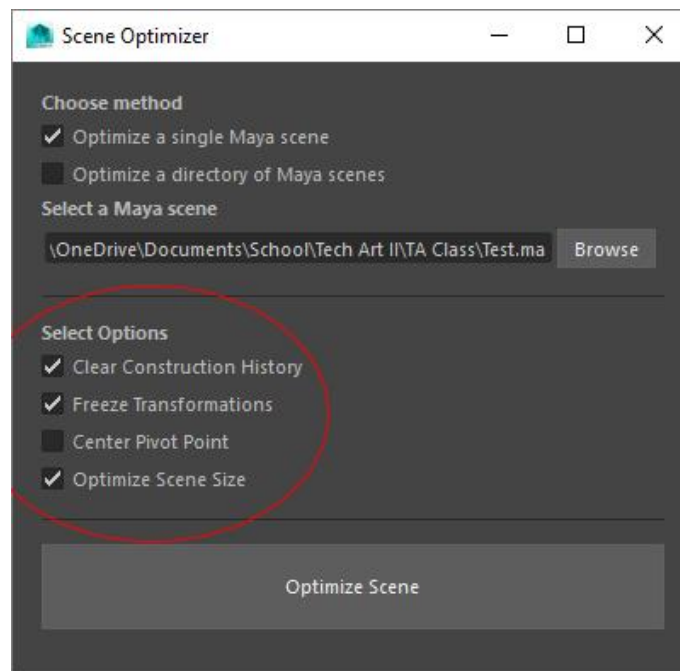 Scene Optimizer
Choose method
Optimize a single Maya scene
Optimize a directory of Maya scenes
Select a Maya scene
\OneDrive\Documents\School\Tech Art II\TA Class\Test.ma Browse
Select Options
Clear Construction History
Freeze Transformations
Center Pivot Point
Optimize Scene Size
Optimize Scene